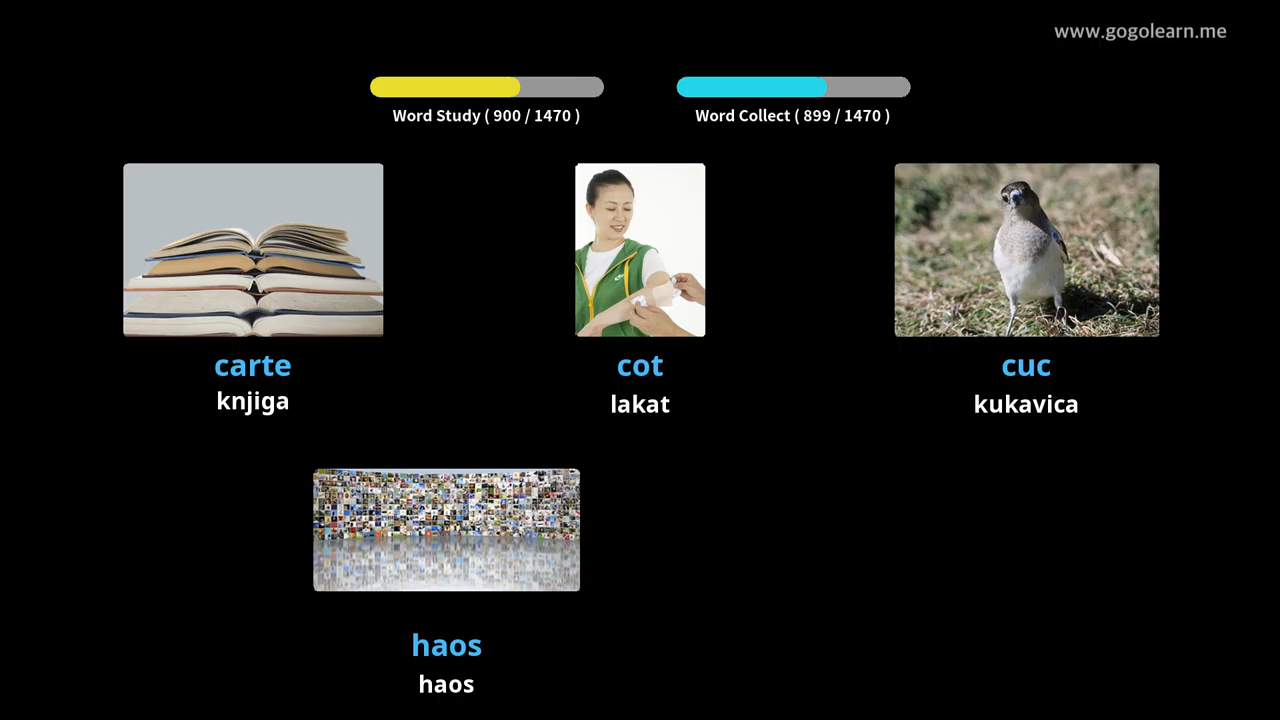 www.gogolearn.me
Word Study ( 900 / 1470 )
Word Collect ( 899 / 1470 )
carte
knjiga
cot
lakat
cuc
kukavica
haos
haos